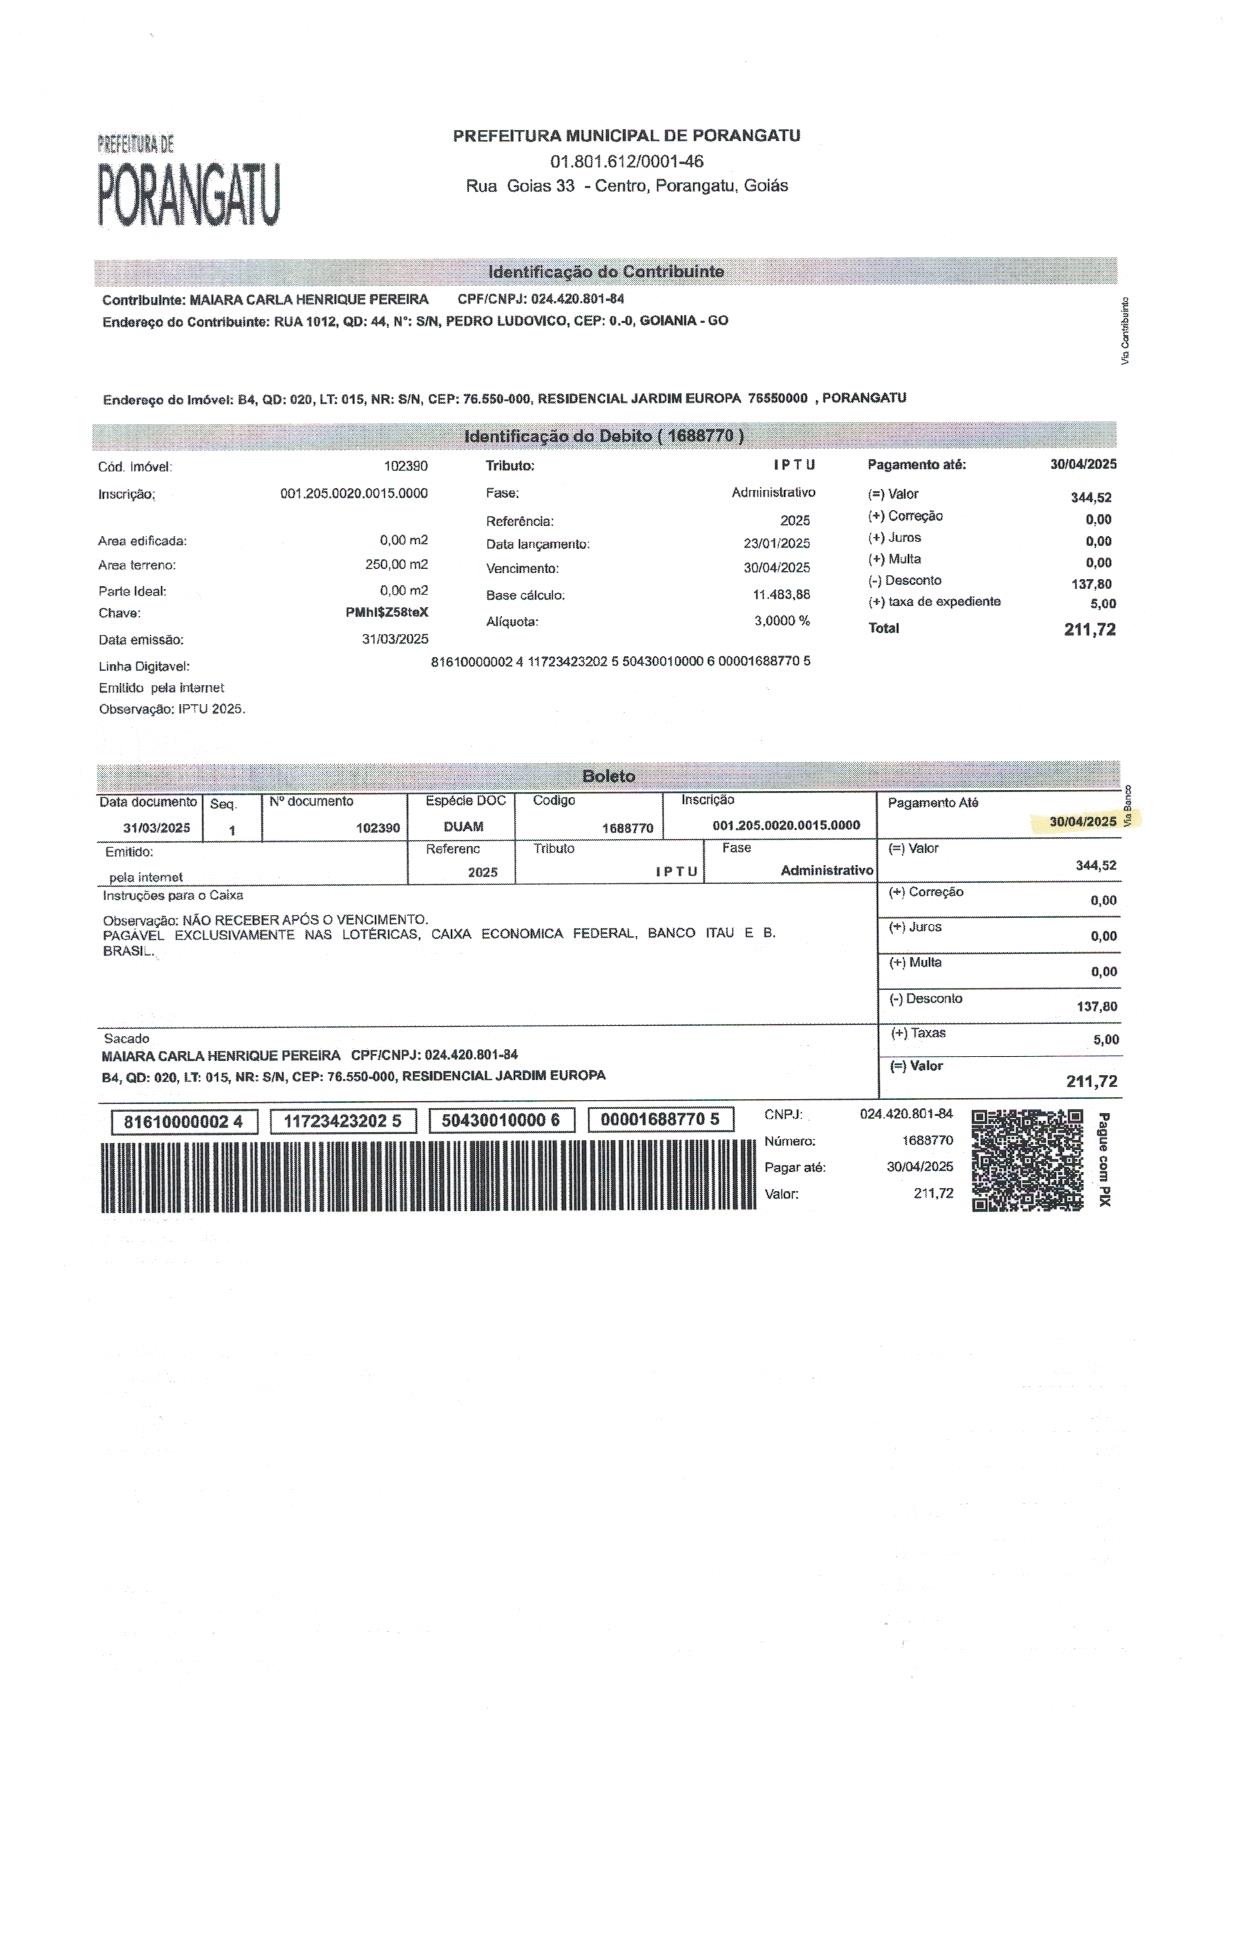 PREFEITURA DE
PORANGATU
PREFEITURA MUNICIPAL DE PORANGATU
01.801.612/0001-46
Rua Goias 33 - Centro, Porangatu, Goiás
Identificação do Contribuinte
Contribuinte: MAIARA CARLA HENRIQUE PEREIRA CPF/CNPJ: 024.420.801-84
Endereço do Contribuinte: RUA 1012, QD: 44, N°: S/N, PEDRO LUDOVICO, CEP: 0.-0, GOIANIA - GO
Via Contribuinte
Endereço do Imóvel: B4, QD: 020, LT: 015, NR: S/N, CEP: 76.550-000, RESIDENCIAL JARDIM EUROPA 76550000 , PORANGATU
Identificação do Debito ( 1688770 )
Cód. Imóvel: 102390 Tributo: I P T U Pagamento até: 30/04/2025
Inscrição: 001.205.0020.0015.0000 Fase: Administrativo (=) Valor 344,52
Referência: 2025 (+) Correção 0,00
Area edificada: 0,00 m2 Data lançamento: 23/01/2025 (+) Juros 0,00
Area terreno: 250,00 m2 Vencimento: 30/04/2025 (+) Multa 0,00
Parte Ideal: 0,00 m2 Base cálculo: 11.483,88 (-) Desconto 137,80
Chave: PMhI$Z58teX Alíquota: 3,0000 % (+) taxa de expediente 5,00
Data emissão: 31/03/2025 Total 211,72
Linha Digitavel: 81610000002 4 11723423202 5 50430010000 6 00001688770 5
Emitido pela internet
Observação: IPTU 2025.
Boleto
Data documento Seq. Nº documento Espécie DOC Codigo Inscrição Pagamento Até
31/03/2025 1 102390 DUAM 1688770 001.205.0020.0015.0000 30/04/2025
Via Banco
Emitido: Referenc Tributo Fase (=) Valor
pela internet 2025 I P T U Administrativo 344,52
Instruções para o Caixa (+) Correção 0,00
Observação: NÃO RECEBER APÓS O VENCIMENTO.
PAGÁVEL EXCLUSIVAMENTE NAS LOTÉRICAS, CAIXA ECONOMICA FEDERAL, BANCO ITAU E B.
BRASIL.
(+) Juros 0,00
(+) Multa 0,00
(-) Desconto 137,80
(+) Taxas 5,00
(=) Valor 211,72
Sacado
MAIARA CARLA HENRIQUE PEREIRA CPF/CNPJ: 024.420.801-84
B4, QD: 020, LT: 015, NR: S/N, CEP: 76.550-000, RESIDENCIAL JARDIM EUROPA
81610000002 4 11723423202 5 50430010000 6 00001688770 5
CNPJ: 024.420.801-84
Número: 1688770
Pagar até: 30/04/2025
Valor: 211,72
Pague com PIX